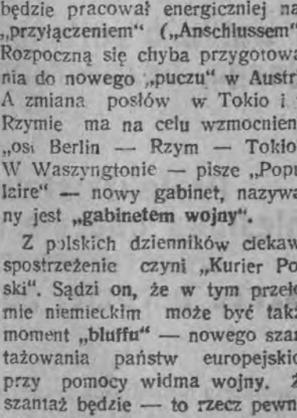 będzie pracował energiczniej na
„przyłączeniem" („Anschlussem"
Rozpoczną się chyba przygotowa
nia do nowego „puczu" w Austr
A zmiana posłów w Tokio i
Rzymie ma na celu wzmocnien
„osi Berlin — Rzym — Tokio
W Waszyngtonie — pisze „Popu
laire" — nowy gabinet, nazywa
ny jest „gabinetem wojny".
Z polskich dzienników ciekaw
spostrzeżenie czyni „Kurier Po
ski". Sądzi on, że w tym przeło
mie niemieckim może być takż
moment „bluffu" — nowego szan
tażowania państw europejskic
przy pomocy widma wojny. Ż
szantaż będzie — to rzecz pewn